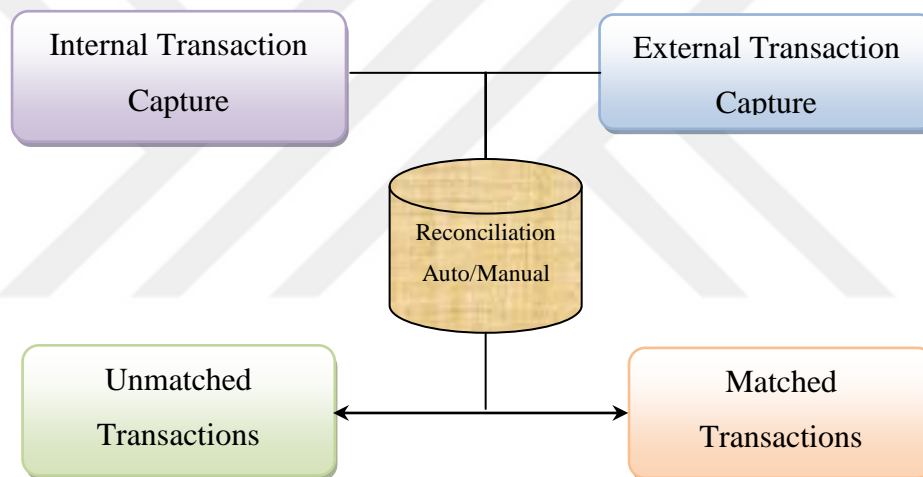 Internal Transaction
Capture
External Transaction
Capture
Reconciliation
Auto/Manual
Unmatched
Transactions
Matched
Transactions